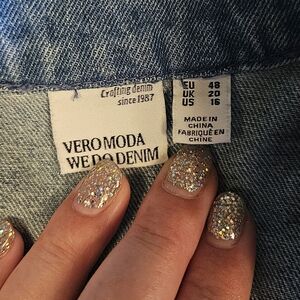 Crafting denim
since 1987
VERO MODA
WE DO DENIM
EU 48
UK 20
US 16
MADE IN
CHINA
FABRIQUÉ EN
CHINE